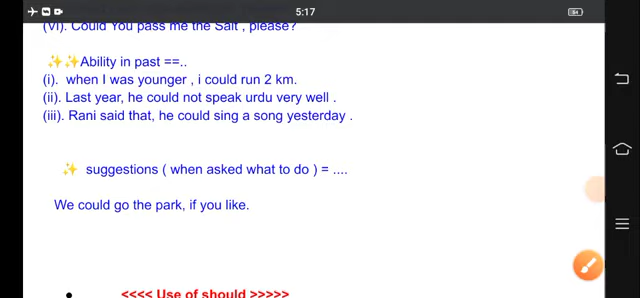 5:17
(VI). Could You pass me the Salt , please?
✨✨Ability in past ==..
(i).  when I was younger , i could run 2 km.
(ii). Last year, he could not speak urdu very well .
(iii). Rani said that, he could sing a song yesterday .
✨ suggestions ( when asked what to do ) = ....
We could go the park, if you like.
• <<<< Use of should >>>>>